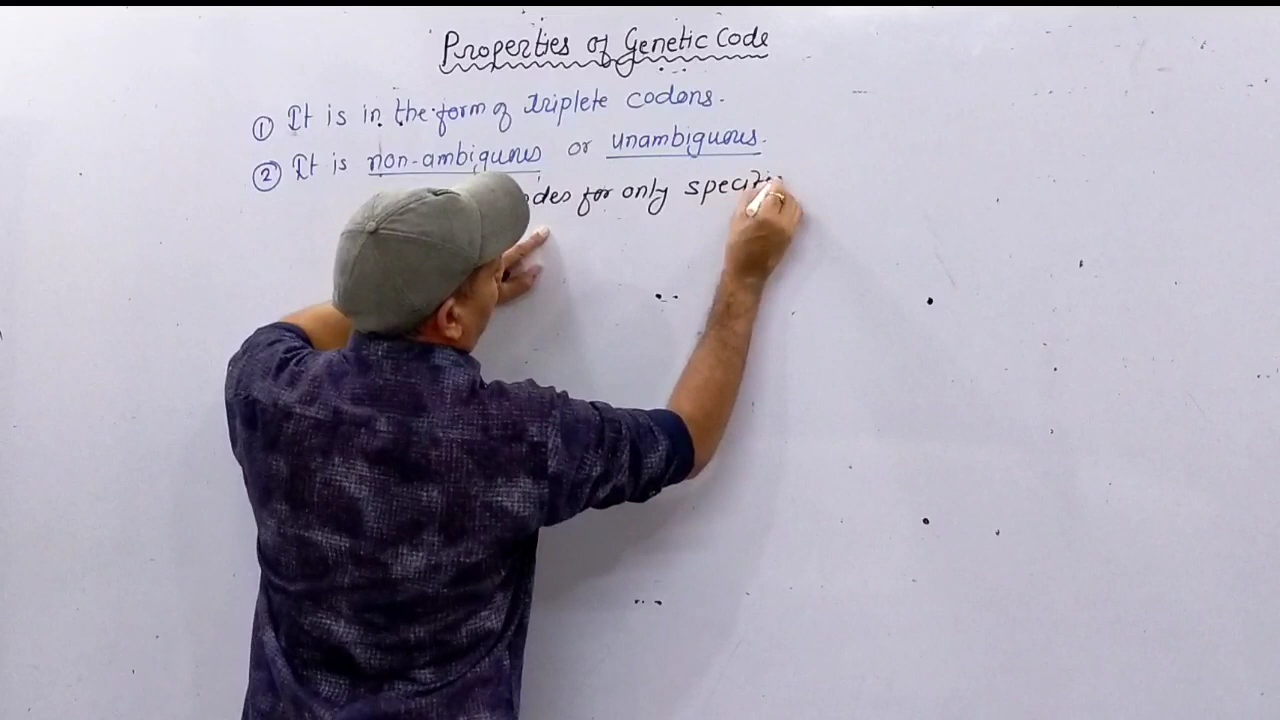 Properties of Genetic Code
① It is in the form of triplete codons.
② It is non-ambiguous or unambiguous.
odes for only specifi